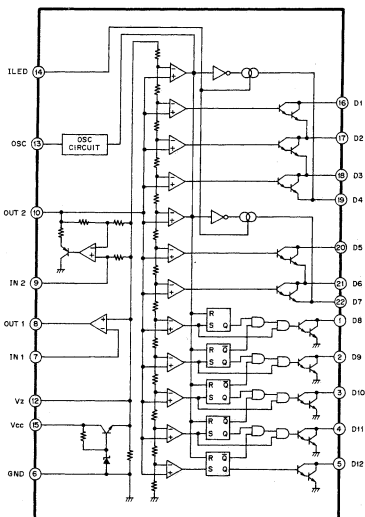 ILED 14
16 D1
OSC 13 OSC CIRCUIT
17 D2
18 D3
19 D4
OUT 2 10
20 D5
IN 2 9
21 D6
22 D7
OUT 1 8
R
S Q
1 D8
IN 1 7
R Q
S Q
2 D9
Vz 12
R Q
S Q
3 D10
Vcc 15
R Q
S Q
4 D11
GND 6
R Q
S Q
5 D12